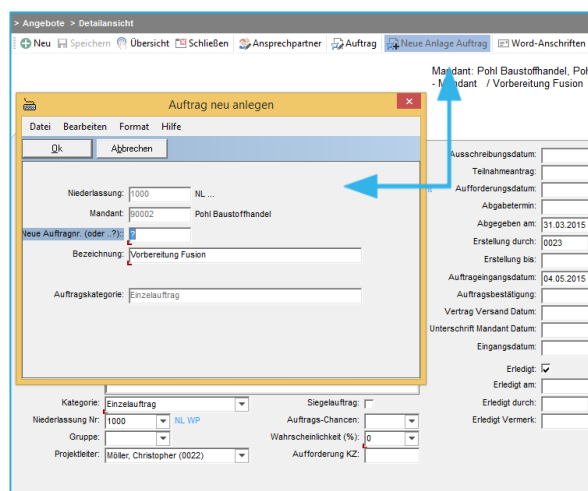 > Angebote > Detailansicht
Neu Speichern Übersicht Schließen Ansprechpartner Auftrag Neue Anlage Auftrag Word-Anschriften
Mandant: Pohl Baustoffhandel, Poh
- Mandant / Vorbereitung Fusion
Auftrag neu anlegen
Datei Bearbeiten Format Hilfe
Ok Abbrechen
Niederlassung: 1000 NL ...
Mandant: 90002 Pohl Baustoffhandel
Neue Auftragnr. (oder ..?): ?
Bezeichnung: Vorbereitung Fusion
Auftragskategorie: Einzelauftrag
Ausschreibungsdatum:
Teilnahmeantrag:
Aufforderungsdatum:
Abgabetermin:
Abgegeben am: 31.03.2015
Erstellung durch: 0023
Erstellung bis:
Auftrageingangsdatum: 04.05.2015
Auftragsbestätigung:
Vertrag Versand Datum:
Unterschrift Mandant Datum:
Eingangsdatum:
Erledigt:
Erledigt am:
Erledigt durch:
Erledigt Vermerk:
Kategorie: Einzelauftrag Siegelauftrag:
Niederlassung Nr: 1000 NL WP Auftrags-Chancen:
Gruppe: Wahrscheinlichkeit (%): 0
Projektleiter: Möller, Christopher (0022) Aufforderung KZ: